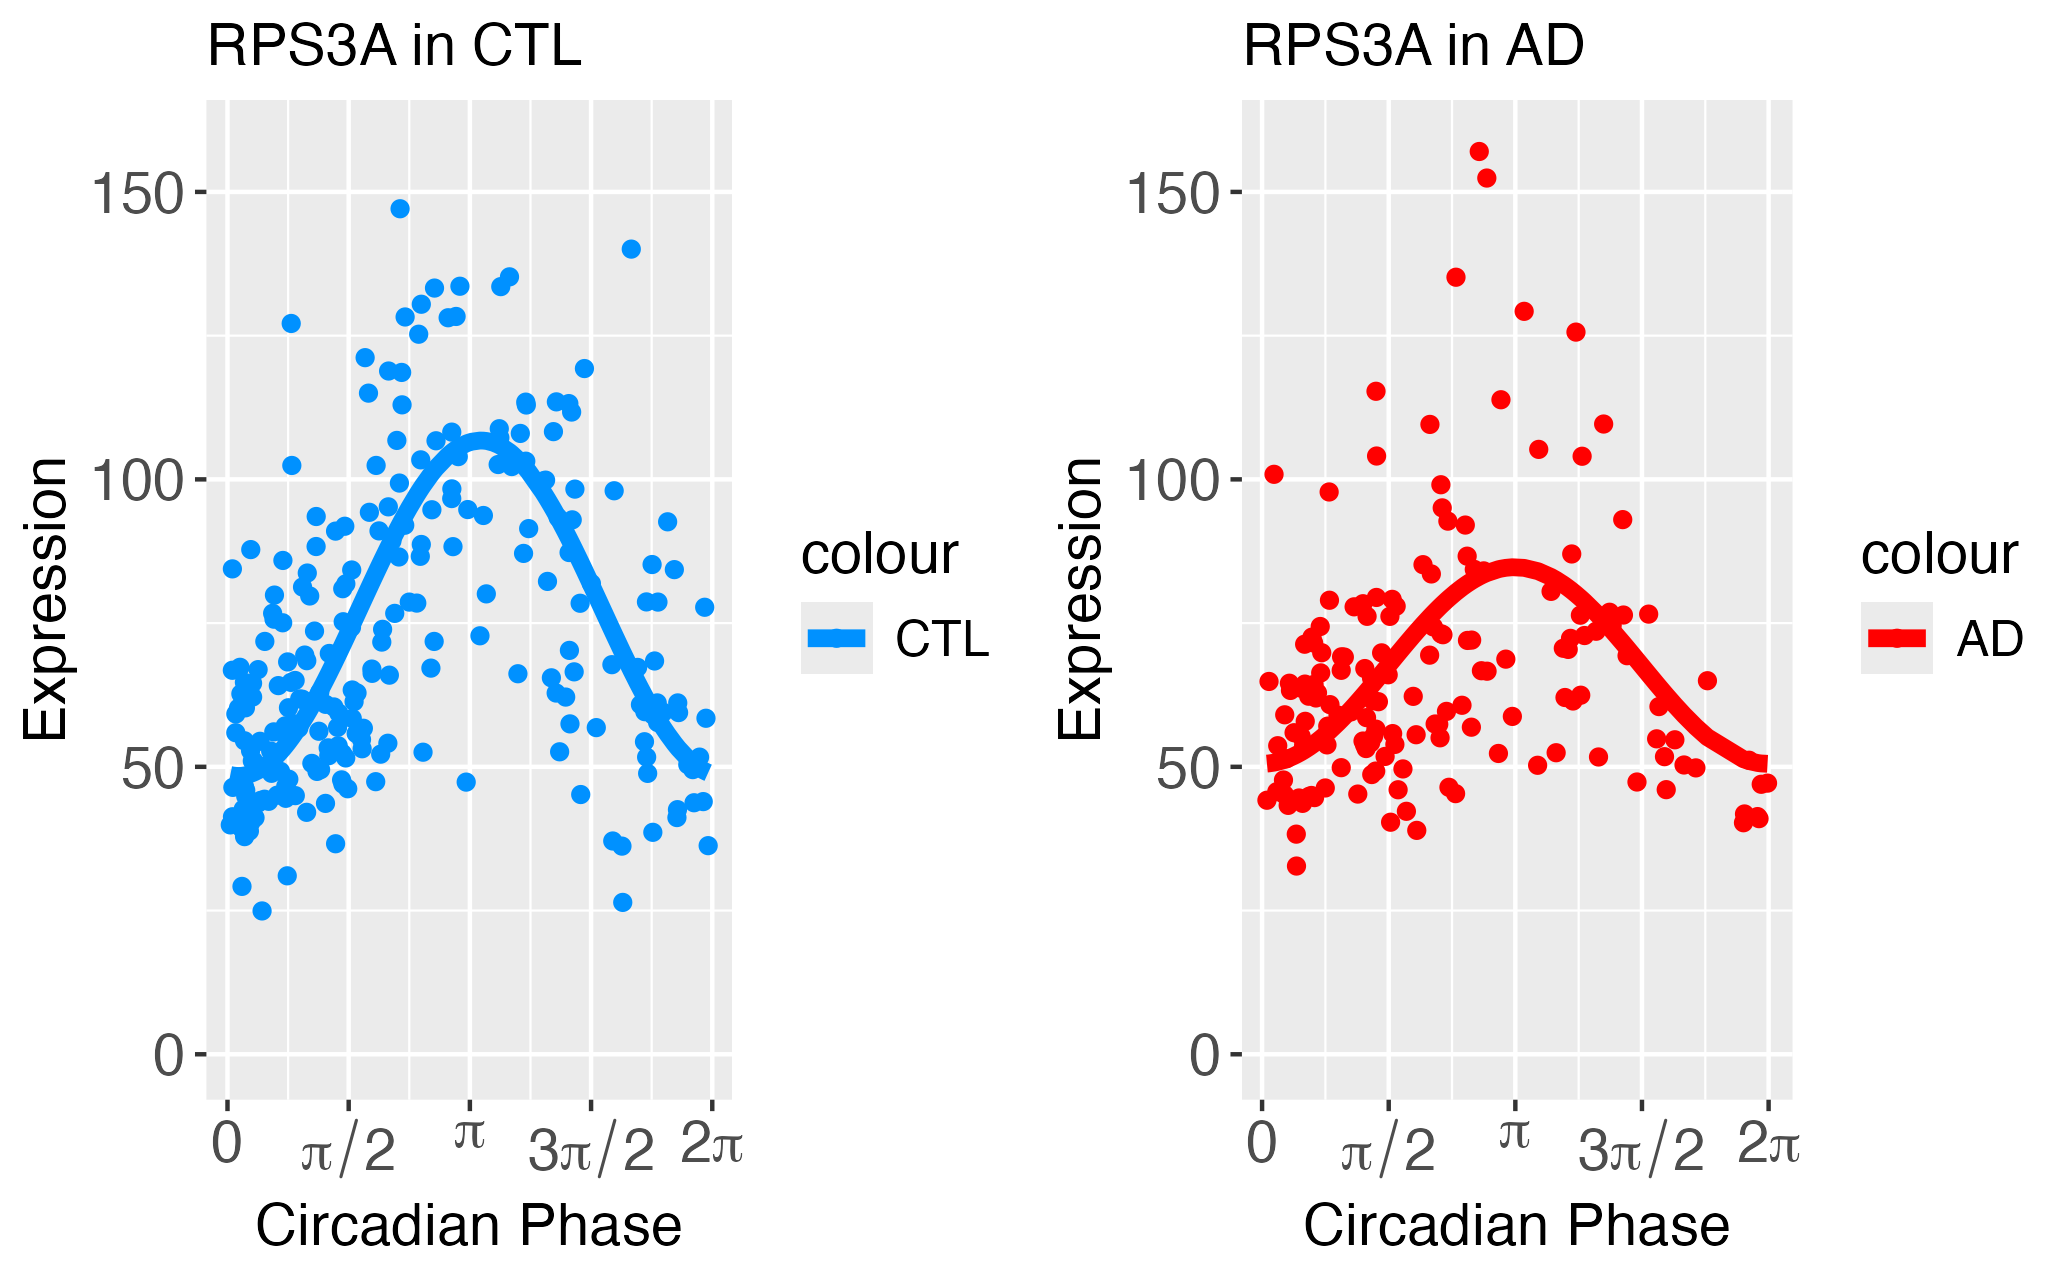 RPS3A in CTL
Expression
150
100
50
0
0 π/2 π 3π/2 2π
Circadian Phase
colour
CTL
RPS3A in AD
Expression
150
100
50
0
0 π/2 π 3π/2 2π
Circadian Phase
colour
AD